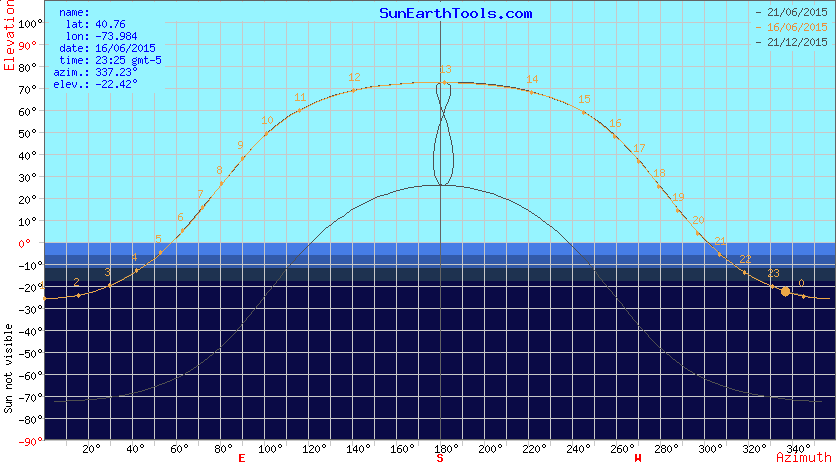 SunEarthTools.com
name:
lat: 40.76
lon: -73.984
date: 16/06/2015
time: 23:25 gmt-5
azim.: 337.23°
elev.: -22.42°
- 21/06/2015
- 16/06/2015
- 21/12/2015
Elevation
100°
90°
80°
70°
60°
50°
40°
30°
20°
10°
0°
-10°
-20°
-30°
-40°
-50°
-60°
-70°
-80°
-90°
Sun not visible
2 3 4 5 6 7 8 9 10 11 12 13 14 15 16 17 18 19 20 21 22 23 0
20° 40° 60° 80° 100° 120° 140° 160° 180° 200° 220° 240° 260° 280° 300° 320° 340°
E S W Azimuth